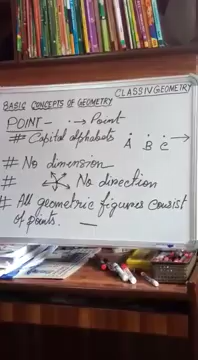 CLASS IV GEOMETRY
BASIC CONCEPTS OF GEOMETRY
POINT - . → Point
# Capital alphabets A B C →
# No dimension
# No direction
# All geometric figures consist
of points.